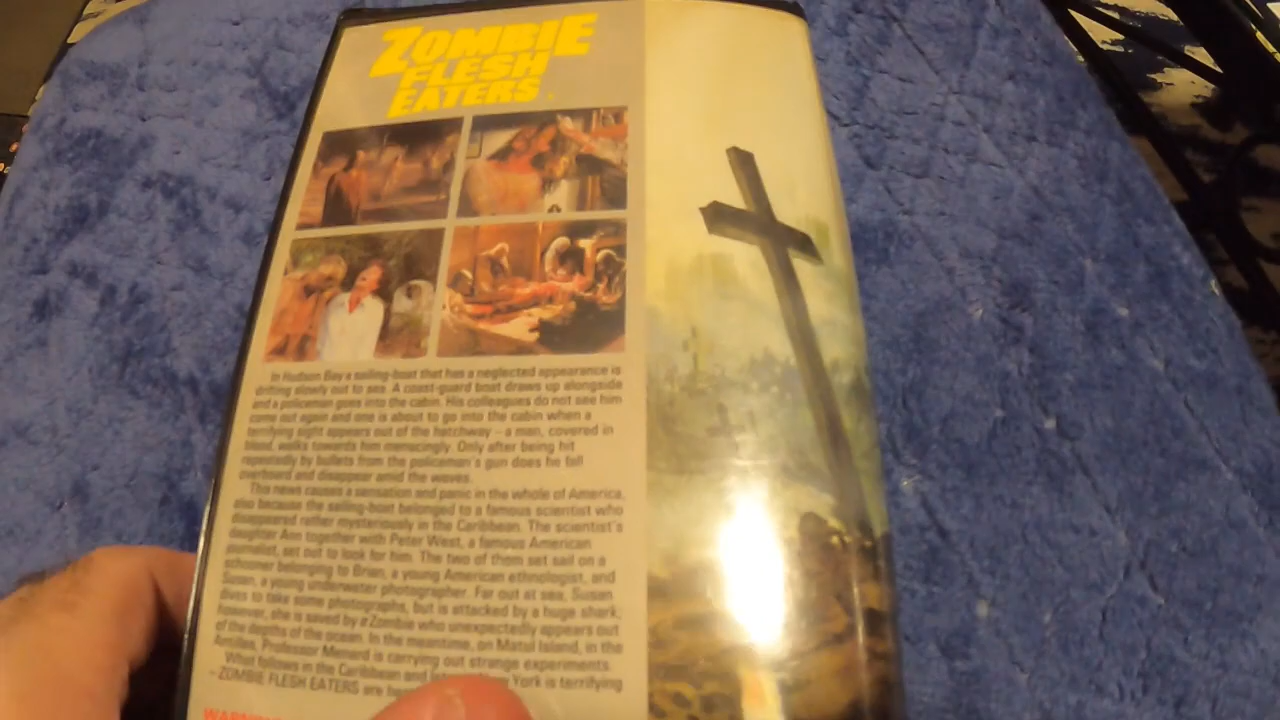 ZOMBIE
FLESH
EATERS
In Hudson Bay a sailing-boat that has a neglected appearance is
drifting slowly out to sea. A coast-guard boat draws up alongside
and a policeman goes into the cabin. His colleagues do not see him
come out again and one is about to go into the cabin when a
terrifying sight appears out of the hatchway – a man, covered in
blood, walks towards him menacingly. Only after being hit
repeatedly by bullets from the policeman's gun does he fall
overboard and disappear amid the waves.
This news causes a sensation and panic in the whole of America,
also because the sailing-boat belonged to a famous scientist who
disappeared rather mysteriously in the Caribbean. The scientist's
daughter Ann together with Peter West, a famous American
journalist, set out to look for him. The two of them set sail on a
schooner belonging to Brian, a young American ethnologist, and
Susan, a young underwater photographer. Far out at sea, Susan
dives to take some photographs, but is attacked by a huge shark;
however, she is saved by a Zombie who unexpectedly appears out
of the depths of the ocean. In the meantime, on Matul Island, in the
Antilles, Professor Menard is carrying out strange experiments.
What follows in the Caribbean and York is terrifying
– ZOMBIE FLESH EATERS are